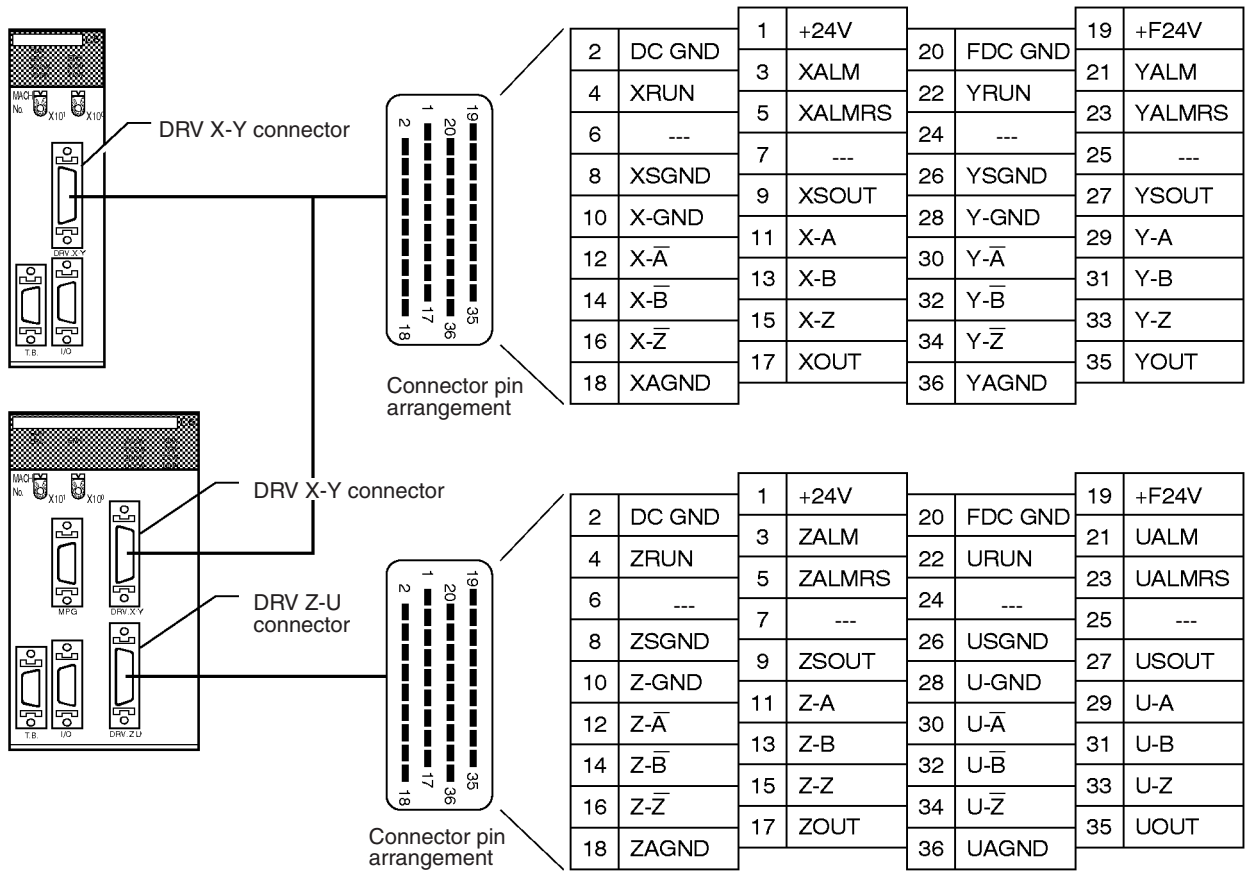 MACH
No.
X10¹
X10⁰
DRV X-Y connector
DRV.X-Y
T.B.
I/O
Connector pin
arrangement
2
1
20
19
18
17
36
35
1 +24V
2 DC GND
3 XALM
4 XRUN
5 XALMRS
6 ---
7 ---
8 XSGND
9 XSOUT
10 X-GND
11 X-A
12 X-A̅
13 X-B
14 X-B̅
15 X-Z
16 X-Z̅
17 XOUT
18 XAGND
19 +F24V
20 FDC GND
21 YALM
22 YRUN
23 YALMRS
24 ---
25 ---
26 YSGND
27 YSOUT
28 Y-GND
29 Y-A
30 Y-A̅
31 Y-B
32 Y-B̅
33 Y-Z
34 Y-Z̅
35 YOUT
36 YAGND
MACH
No.
X10¹
X10⁰
DRV X-Y connector
MPG
DRV.X-Y
DRV Z-U
connector
T.B.
I/O
DRV.Z-U
Connector pin
arrangement
2
1
20
19
18
17
36
35
1 +24V
2 DC GND
3 ZALM
4 ZRUN
5 ZALMRS
6 ---
7 ---
8 ZSGND
9 ZSOUT
10 Z-GND
11 Z-A
12 Z-A̅
13 Z-B
14 Z-B̅
15 Z-Z
16 Z-Z̅
17 ZOUT
18 ZAGND
19 +F24V
20 FDC GND
21 UALM
22 URUN
23 UALMRS
24 ---
25 ---
26 USGND
27 USOUT
28 U-GND
29 U-A
30 U-A̅
31 U-B
32 U-B̅
33 U-Z
34 U-Z̅
35 UOUT
36 UAGND